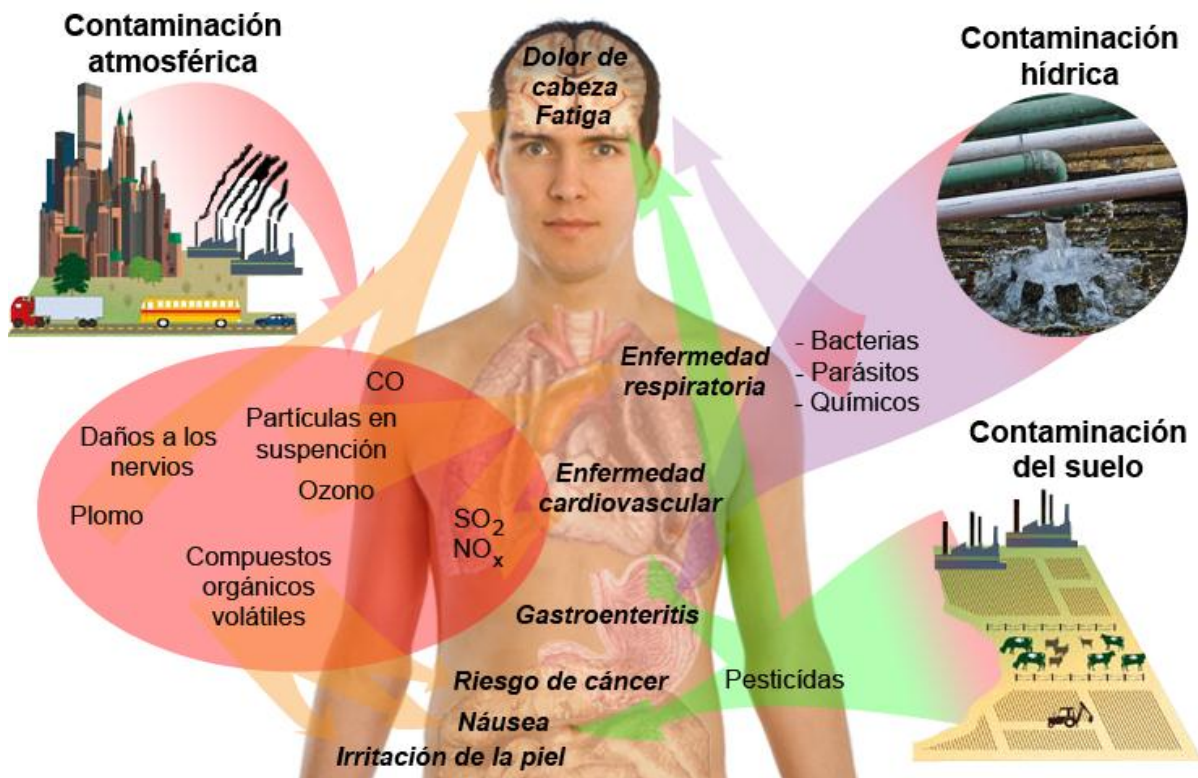 Contaminación
atmosférica
Dolor de
cabeza
Fatiga
Contaminación
hídrica
Enfermedad
respiratoria
- Bacterias
- Parásitos
- Químicos
CO
Partículas en
suspención
Daños a los
nervios
Ozono
Plomo
Enfermedad
cardiovascular
SO2
NOx
Compuestos
orgánicos
volátiles
Contaminación
del suelo
Gastroenteritis
Riesgo de cáncer
Pesticídas
Náusea
Irritación de la piel